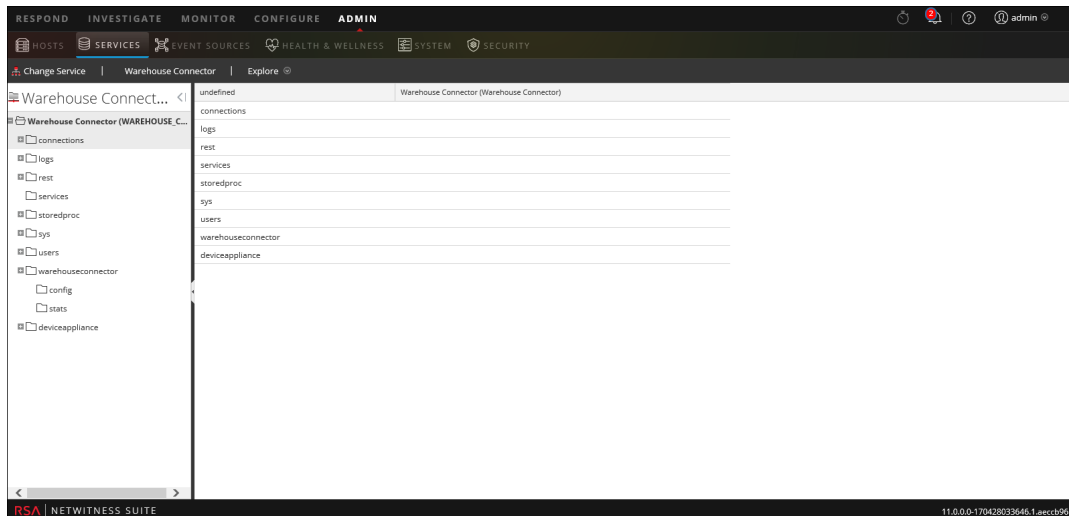 RESPOND INVESTIGATE MONITOR CONFIGURE ADMIN 2 admin
HOSTS SERVICES EVENT SOURCES HEALTH & WELLNESS SYSTEM SECURITY
Change Service | Warehouse Connector | Explore
Warehouse Connect...
Warehouse Connector (WAREHOUSE_C...
connections
logs
rest
services
storedproc
sys
users
warehouseconnector
config
stats
deviceappliance
undefined Warehouse Connector (Warehouse Connector)
connections
logs
rest
services
storedproc
sys
users
warehouseconnector
deviceappliance
RSA | NETWITNESS SUITE 11.0.0.0-170428033646.1.aeccb96